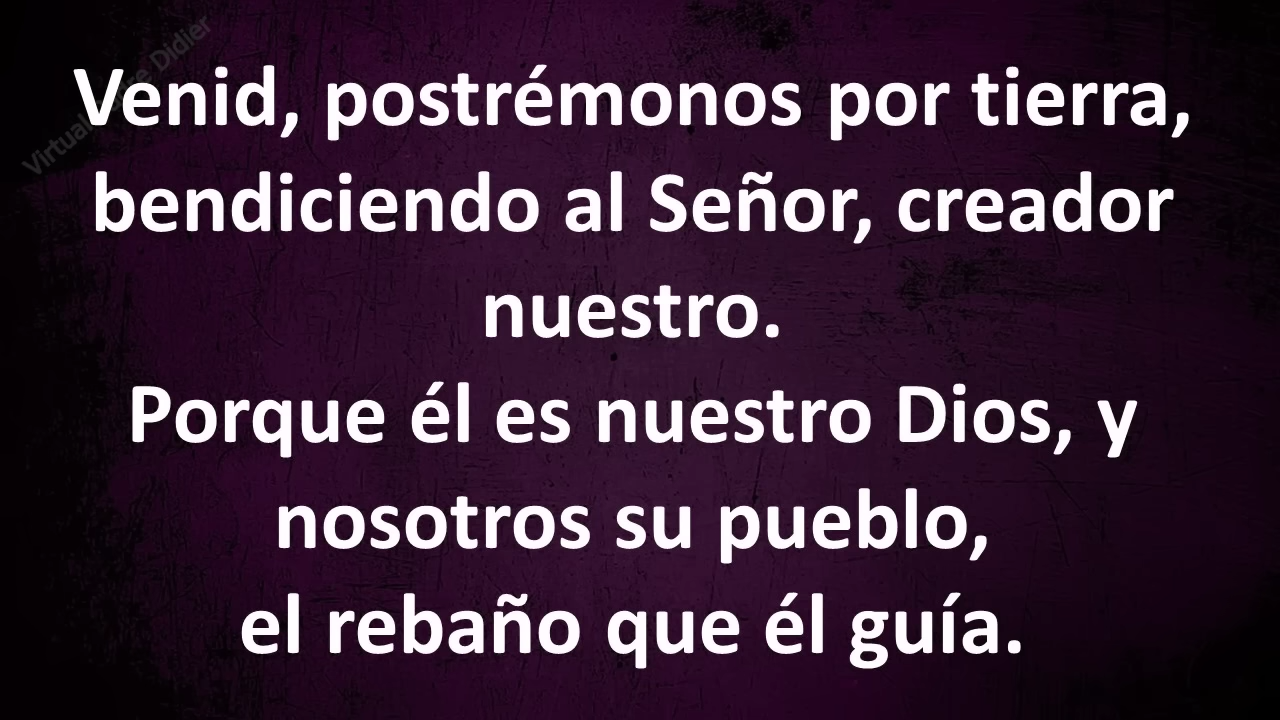 Venid, postrémonos por tierra,
bendiciendo al Señor, creador
nuestro.
Porque él es nuestro Dios, y
nosotros su pueblo,
el rebaño que él guía.